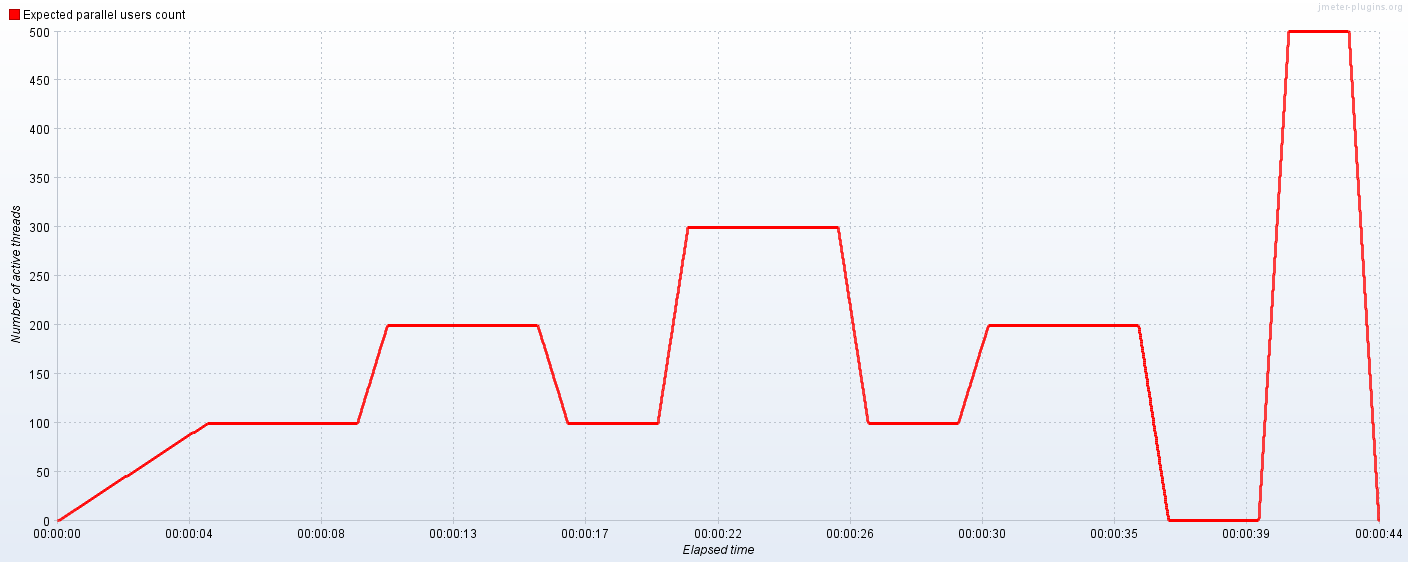 Expected parallel users count
jmeter-plugins.org
500
450
400
350
300
250
200
150
100
50
0
Number of active threads
00:00:00 00:00:04 00:00:08 00:00:13 00:00:17 00:00:22 00:00:26 00:00:30 00:00:35 00:00:39 00:00:44
Elapsed time